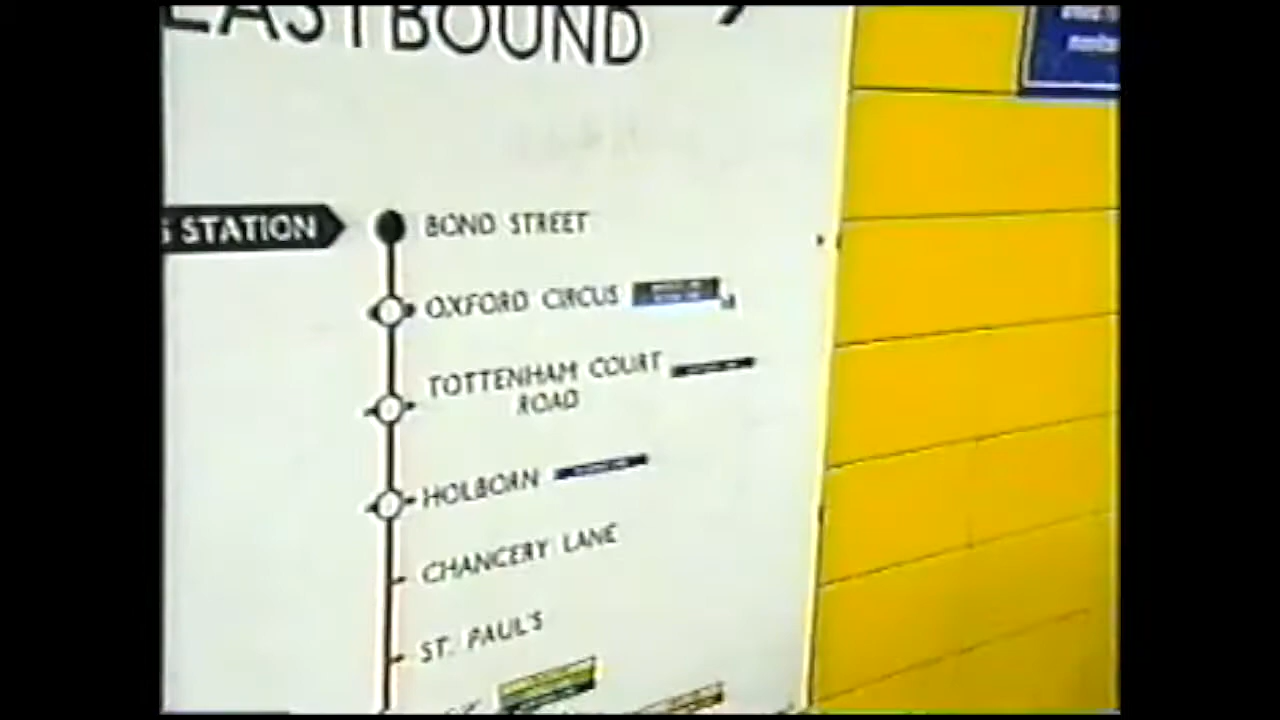 EASTBOUND
STATION
BOND STREET
OXFORD CIRCUS
TOTTENHAM COURT
ROAD
HOLBORN
CHANCERY LANE
ST. PAUL'S